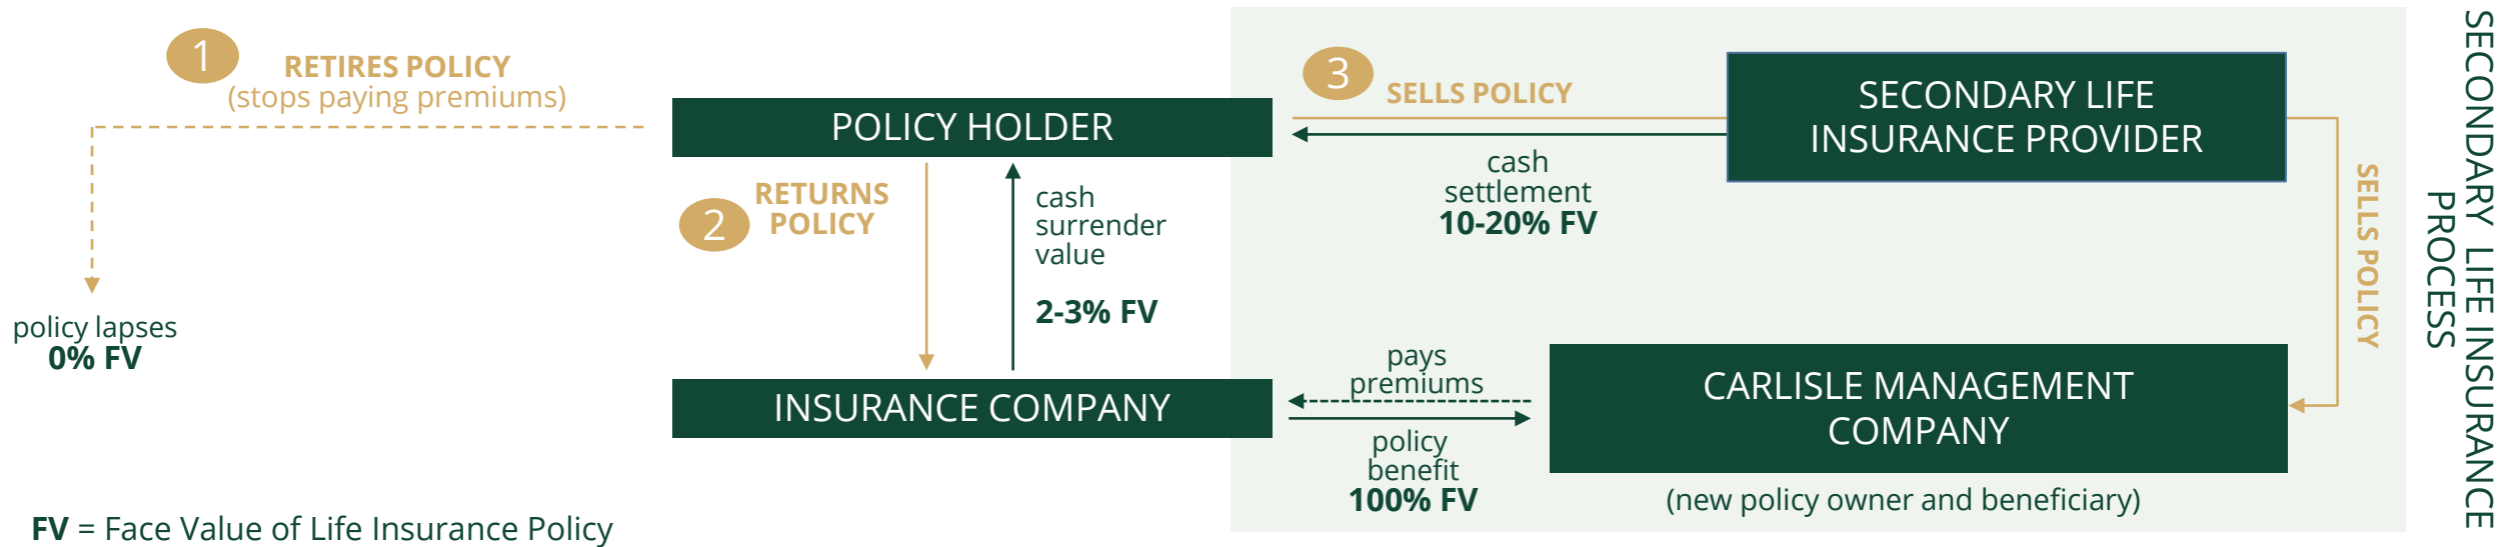 1
RETIRES POLICY
(stops paying premiums)
policy lapses
0% FV
POLICY HOLDER
2
RETURNS
POLICY
cash
surrender
value
2-3% FV
INSURANCE COMPANY
3
SELLS POLICY
cash
settlement
10-20% FV
SECONDARY LIFE
INSURANCE PROVIDER
SELLS POLICY
pays
premiums
policy
benefit
100% FV
CARLISLE MANAGEMENT
COMPANY
(new policy owner and beneficiary)
SECONDARY LIFE INSURANCE
PROCESS
FV = Face Value of Life Insurance Policy